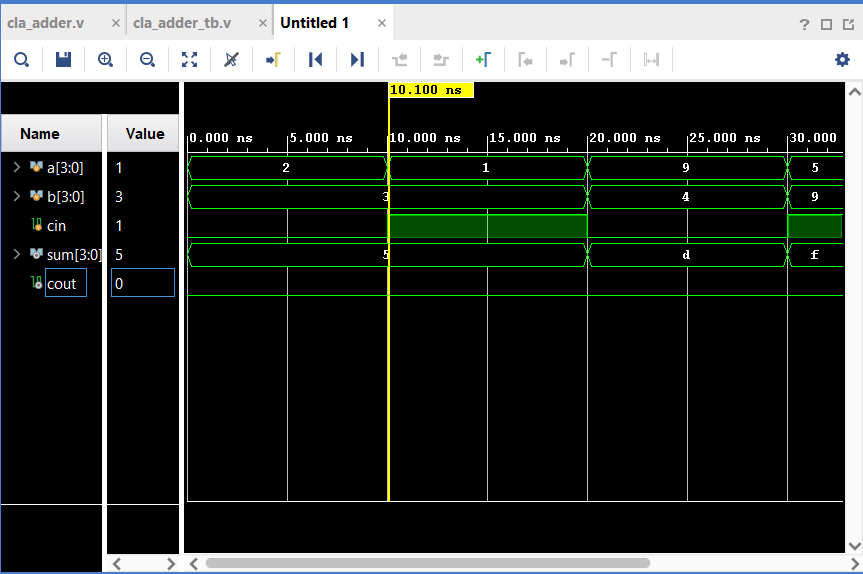 cla_adder.v × cla_adder_tb.v × Untitled 1 ×
10.100 ns
Name Value
0.000 ns 5.000 ns 10.000 ns 15.000 ns 20.000 ns 25.000 ns 30.000
a[3:0] 1 2 1 9 5
b[3:0] 3 3 4 9
cin 1
sum[3:0] 5 5 d f
cout 0